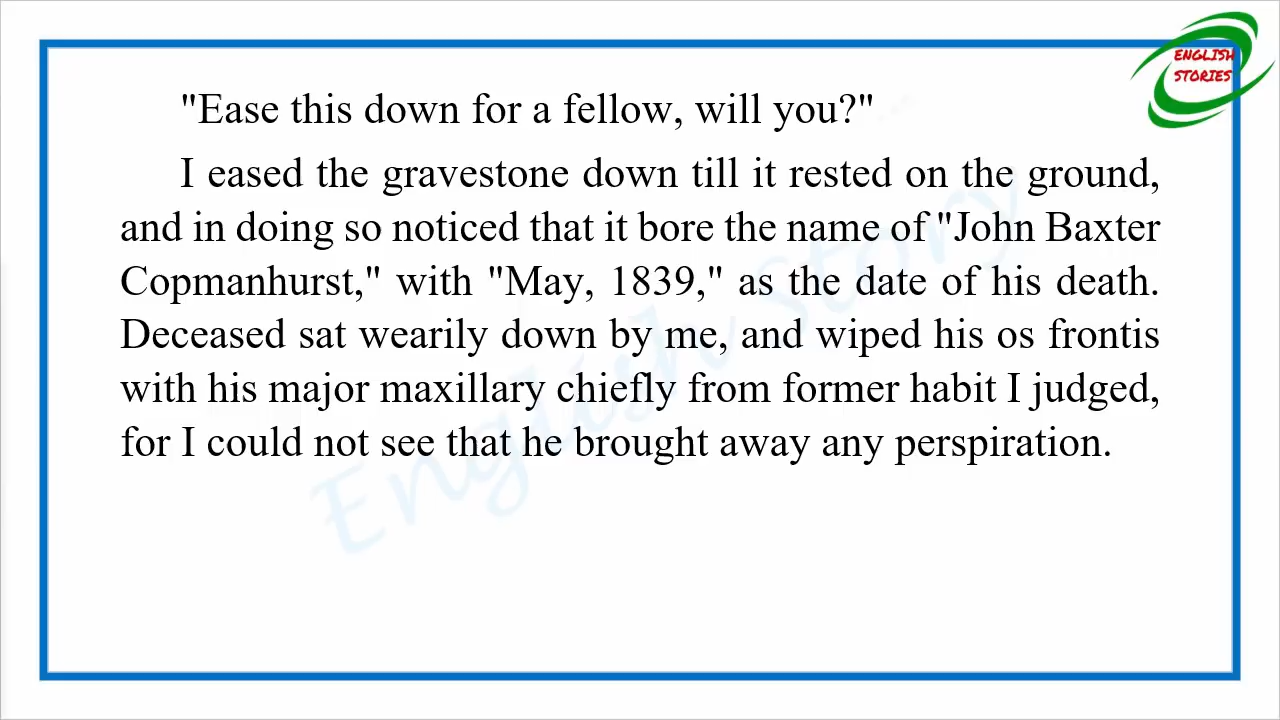 ENGLISH
STORIES
"Ease this down for a fellow, will you?"
I eased the gravestone down till it rested on the ground,
and in doing so noticed that it bore the name of "John Baxter
Copmanhurst," with "May, 1839," as the date of his death.
Deceased sat wearily down by me, and wiped his os frontis
with his major maxillary chiefly from former habit I judged,
for I could not see that he brought away any perspiration.
English Story